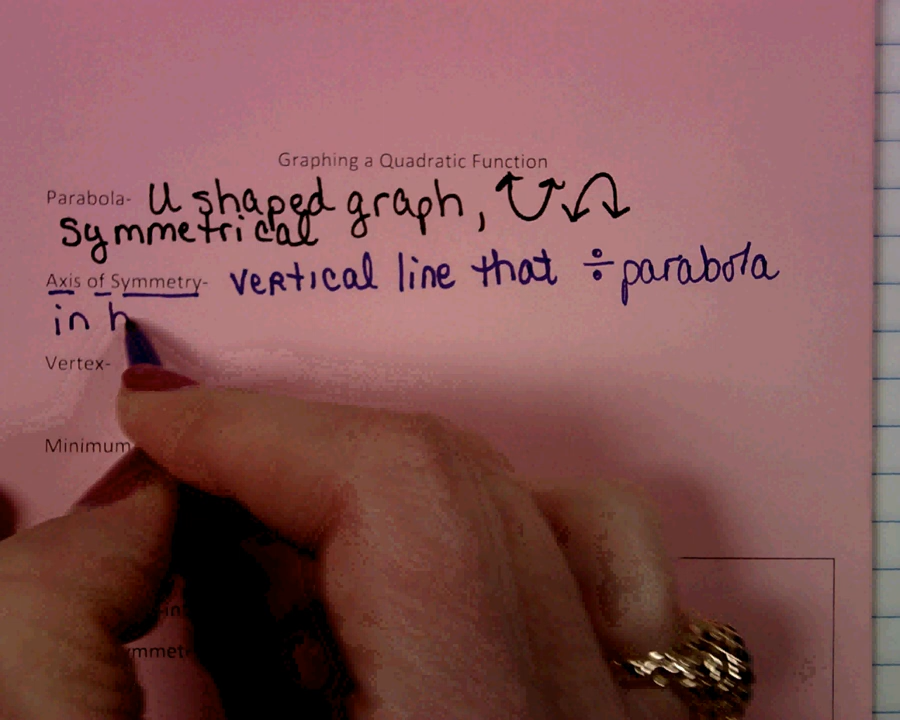 Graphing a Quadratic Function
Parabola- U shaped graph,
Symmetrical
Axis of Symmetry- vertical line that ÷ parabola
in h
Vertex-
Minimum